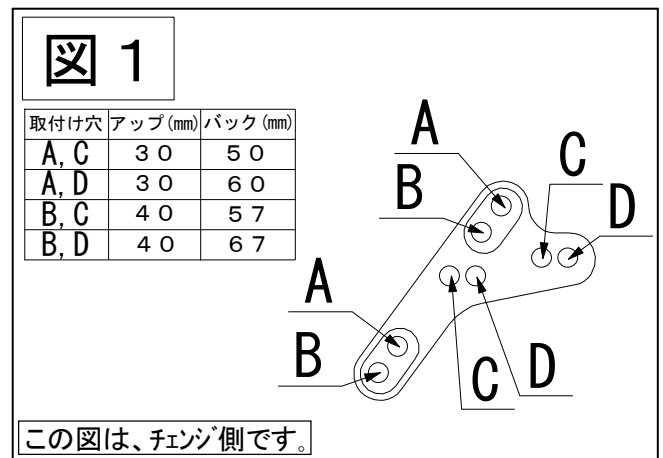 図1
取付け穴 アップ(㎜) バック(㎜)
A,C 30 50
A,D 30 60
B,C 40 57
B,D 40 67
A
B
C
D
A
B
C
D
この図は、チェンジ側です。